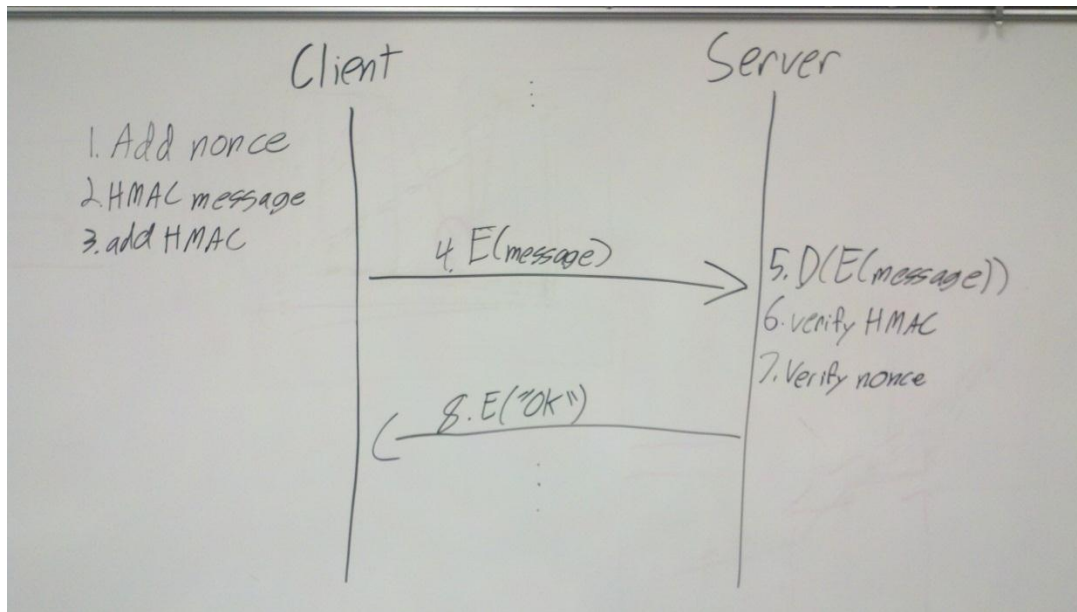 Client
Server
1. Add nonce
2. HMAC message
3. add HMAC
4. E(message)
5. D(E(message))
6. verify HMAC
7. Verify nonce
8. E("OK")